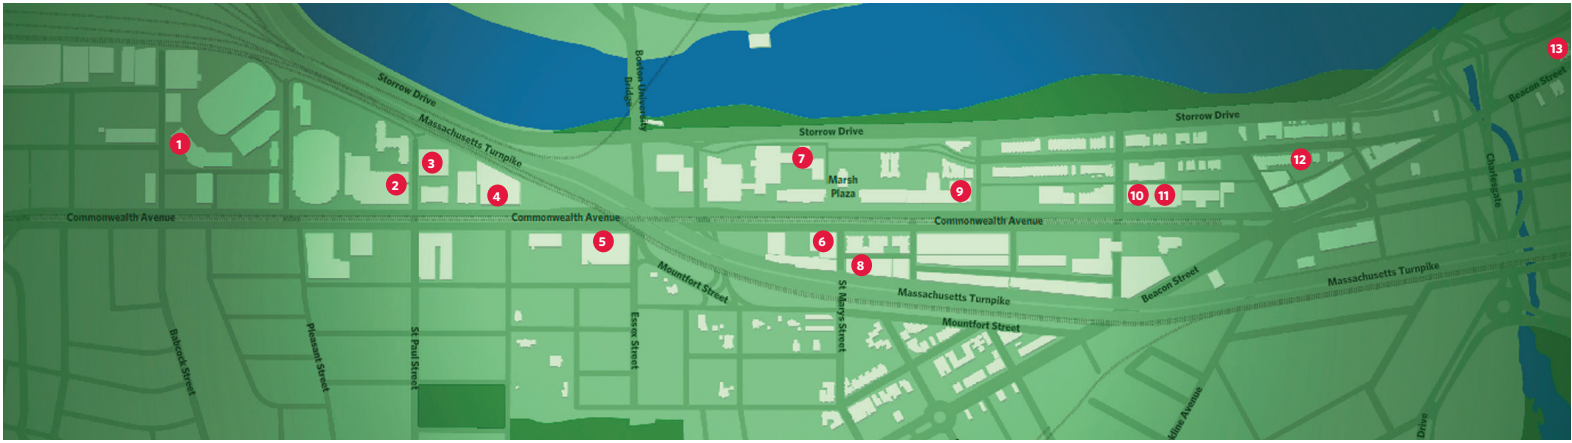 13
Beacon Street
Boston University
Bridge
Storrow Drive
Storrow Drive
Storrow Drive
Massachusetts Turnpike
1
2
3
4
7
Marsh
Plaza
9
10
11
12
Charlesgate
Commonwealth Avenue
Commonwealth Avenue
Commonwealth Avenue
5
6
8
Mountfort Street
Massachusetts Turnpike
Beacon Street
Massachusetts Turnpike
Mountfort Street
St Marys Street
Babcock Street
Pleasant Street
St Paul Street
Essex Street
kline Avenue
Drive